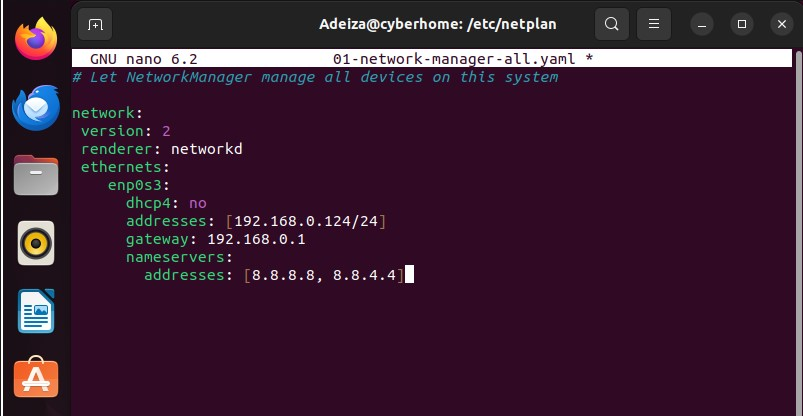 Adeiza@cyberhome: /etc/netplan
GNU nano 6.2 01-network-manager-all.yaml *
# Let NetworkManager manage all devices on this system
network:
version: 2
renderer: networkd
ethernets:
enp0s3:
dhcp4: no
addresses: [192.168.0.124/24]
gateway: 192.168.0.1
nameservers:
addresses: [8.8.8.8, 8.8.4.4]